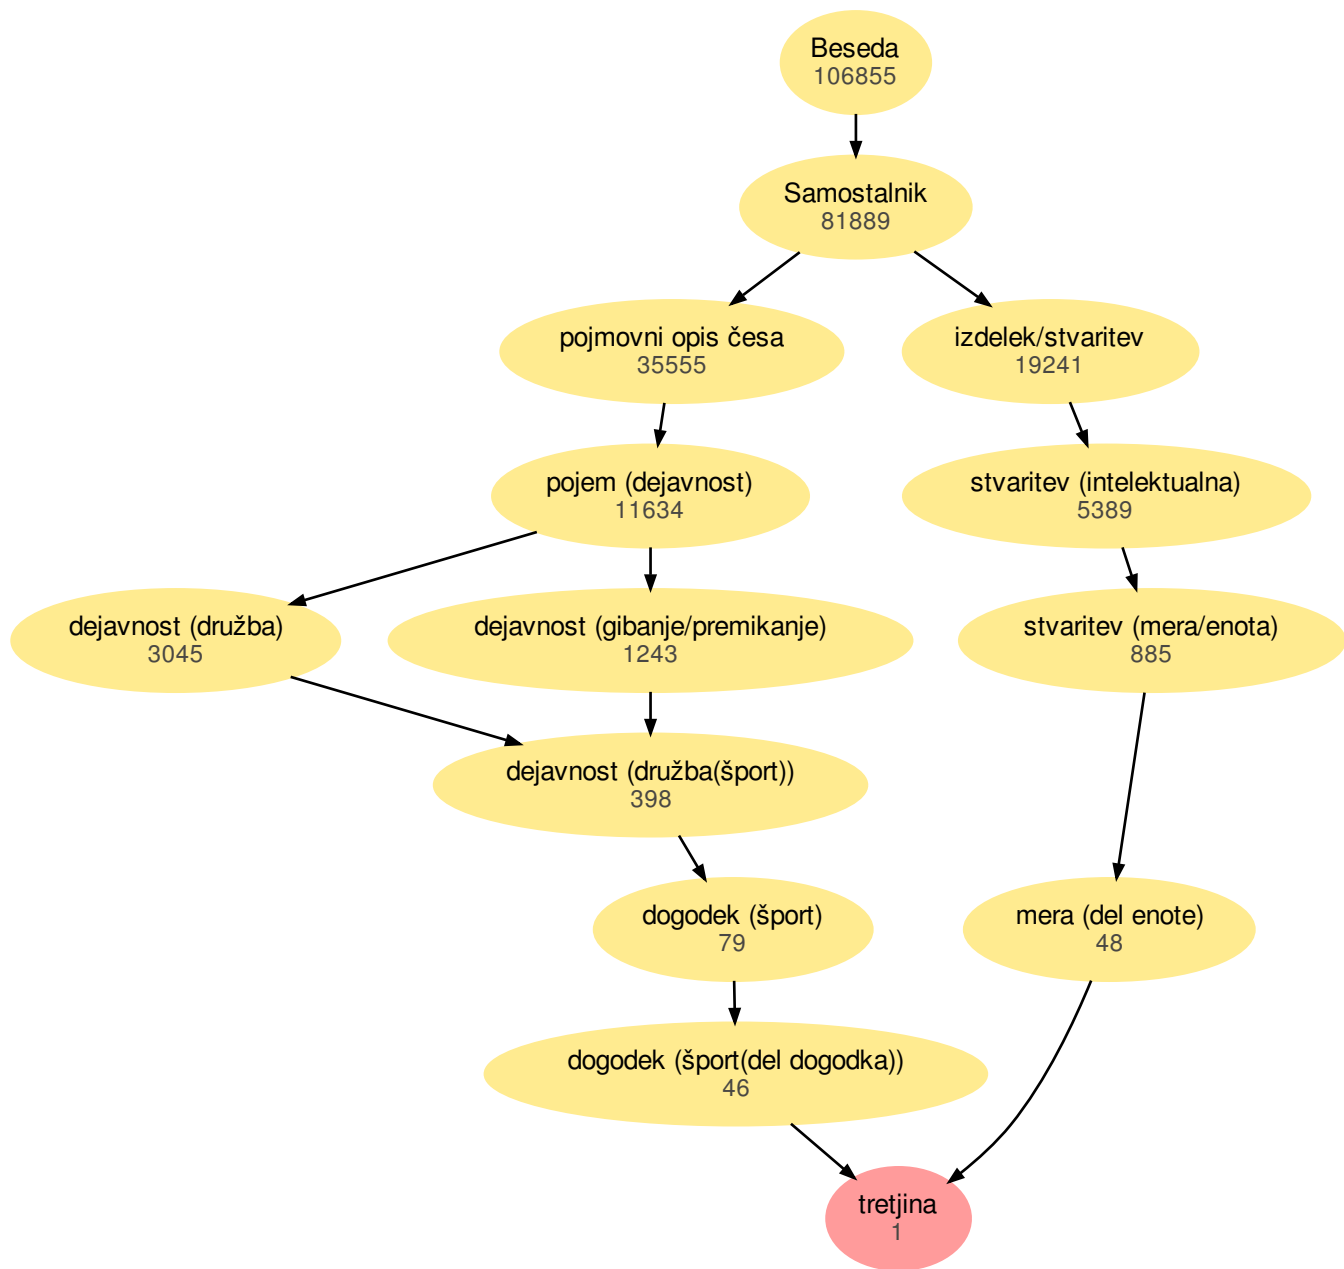 Beseda
106855
Samostalnik
81889
pojmovni opis česa
35555
izdelek/stvaritev
19241
pojem (dejavnost)
11634
stvaritev (intelektualna)
5389
dejavnost (družba)
3045
dejavnost (gibanje/premikanje)
1243
stvaritev (mera/enota)
885
dejavnost (družba(šport))
398
dogodek (šport)
79
mera (del enote)
48
dogodek (šport(del dogodka))
46
tretjina
1